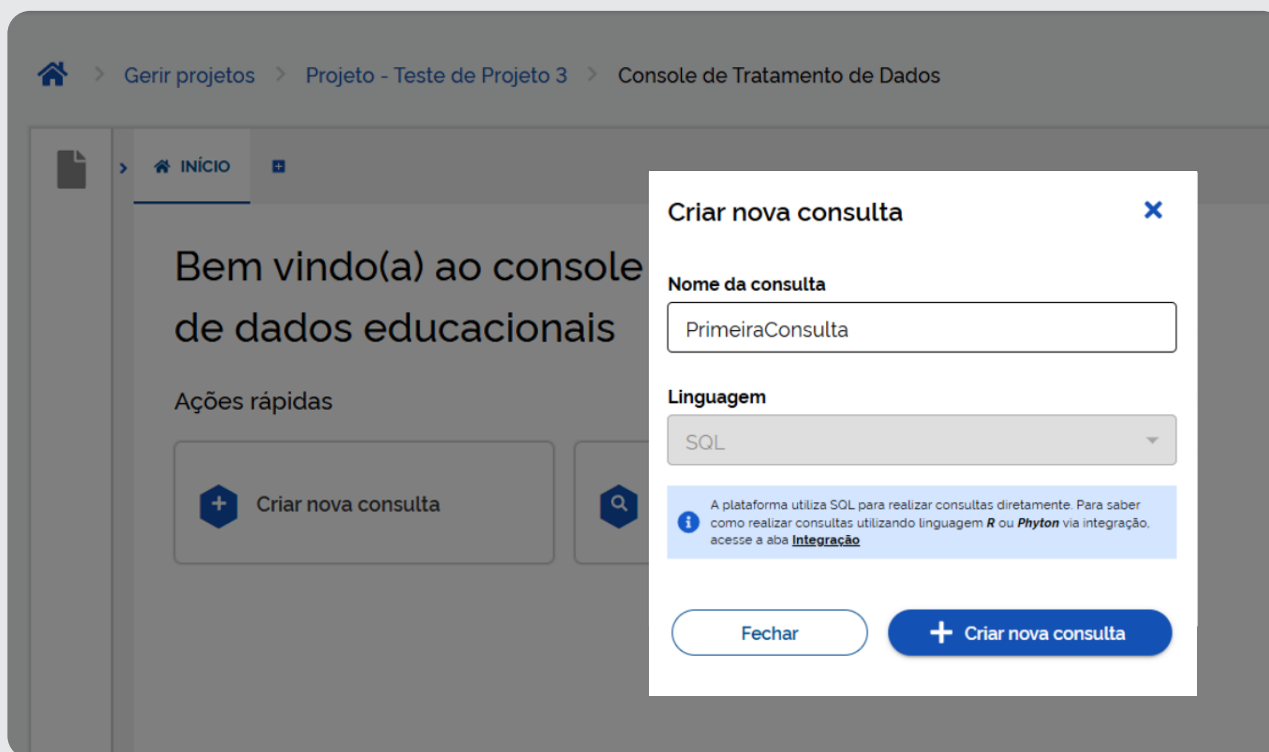 Gerir projetos > Projeto - Teste de Projeto 3 > Console de Tratamento de Dados
INÍCIO
Bem vindo(a) ao console
de dados educacionais
Ações rápidas
Criar nova consulta
Criar nova consulta
Nome da consulta
PrimeiraConsulta
Linguagem
SQL
A plataforma utiliza SQL para realizar consultas diretamente. Para saber
como realizar consultas utilizando linguagem R ou Phyton via integração,
acesse a aba Integração
Fechar
Criar nova consulta